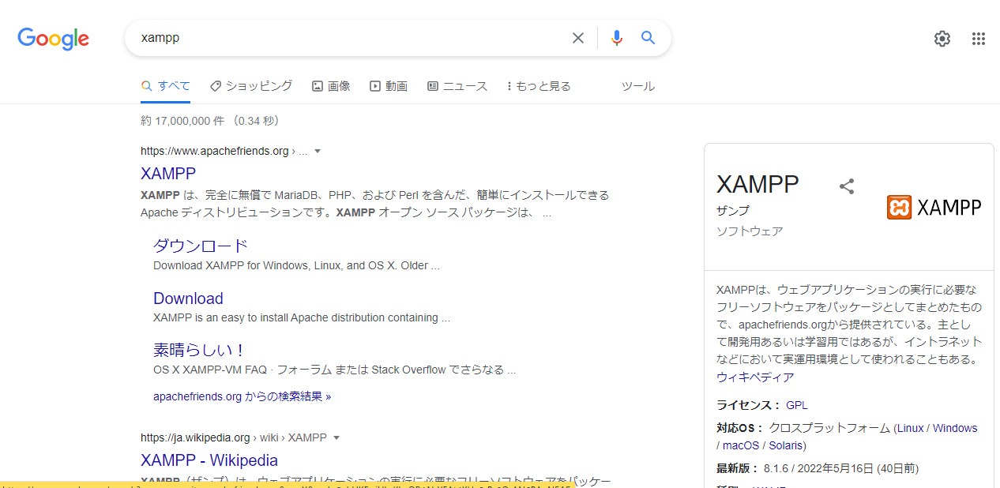 Google
xampp
すべて ショッピング 画像 動画 ニュース もっと見る ツール
約 17,000,000 件 （0.34 秒）
https://www.apachefriends.org › ...
XAMPP
XAMPP は、完全に無償で MariaDB、PHP、および Perl を含んだ、簡単にインストールできる
Apache ディストリビューションです。XAMPP オープン ソース パッケージは、 ...
ダウンロード
Download XAMPP for Windows, Linux, and OS X. Older ...
Download
XAMPP is an easy to install Apache distribution containing ...
素晴らしい！
OS X XAMPP-VM FAQ · フォーラム または Stack Overflow でさらなる ...
apachefriends.org からの検索結果 »
https://ja.wikipedia.org › wiki › XAMPP
XAMPP - Wikipedia
XAMPP（ザンプ）は、ウェブアプリケーションの実行に必要なフリーソフトウェアをパッケー
XAMPP
ザンプ
ソフトウェア
XAMPP
XAMPPは、ウェブアプリケーションの実行に必要な
フリーソフトウェアをパッケージとしてまとめたもの
で、apachefriends.orgから提供されている。主とし
て開発用あるいは学習用ではあるが、イントラネット
などにおいて実運用環境として使われることもある。
ウィキペディア
ライセンス： GPL
対応OS： クロスプラットフォーム (Linux / Windows
/ macOS / Solaris)
最新版： 8.1.6 / 2022年5月16日 (40日前)